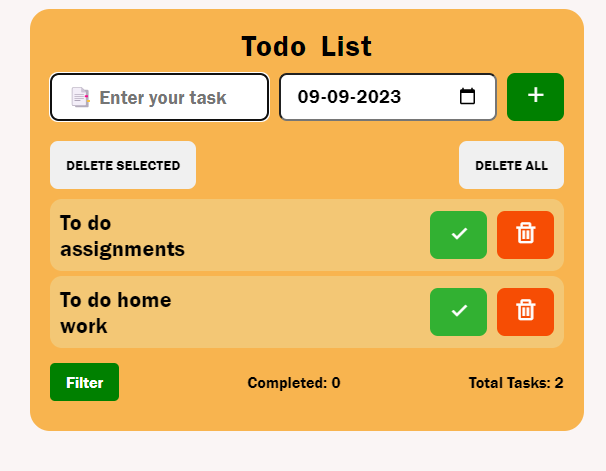 Todo List
Enter your task
09-09-2023
+
DELETE SELECTED
DELETE ALL
To do
assignments
To do home
work
Filter
Completed: 0
Total Tasks: 2